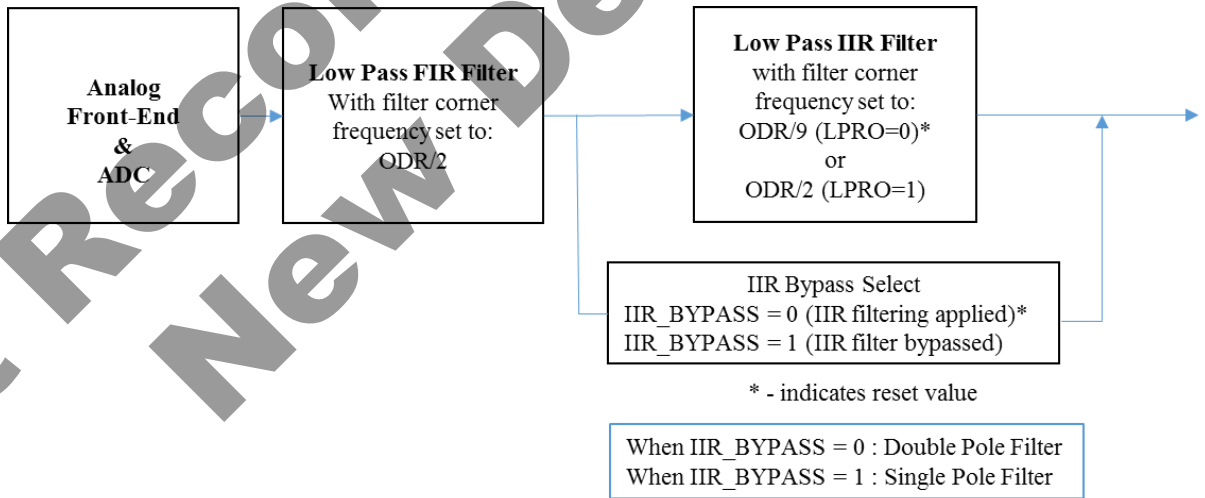 Analog
Front-End
&
ADC
Low Pass FIR Filter
With filter corner
frequency set to:
ODR/2
Low Pass IIR Filter
with filter corner
frequency set to:
ODR/9 (LPRO=0)*
or
ODR/2 (LPRO=1)
IIR Bypass Select
IIR_BYPASS = 0 (IIR filtering applied)*
IIR_BYPASS = 1 (IIR filter bypassed)
* - indicates reset value
When IIR_BYPASS = 0 : Double Pole Filter
When IIR_BYPASS = 1 : Single Pole Filter
New